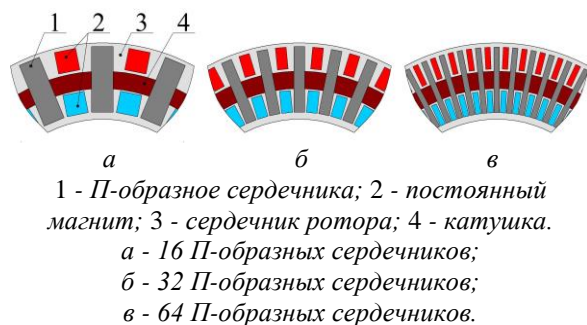 1 2 3 4
а б в
1 - П-образное сердечника; 2 - постоянный
магнит; 3 - сердечник ротора; 4 - катушка.
а - 16 П-образных сердечников;
б - 32 П-образных сердечников;
в - 64 П-образных сердечников.